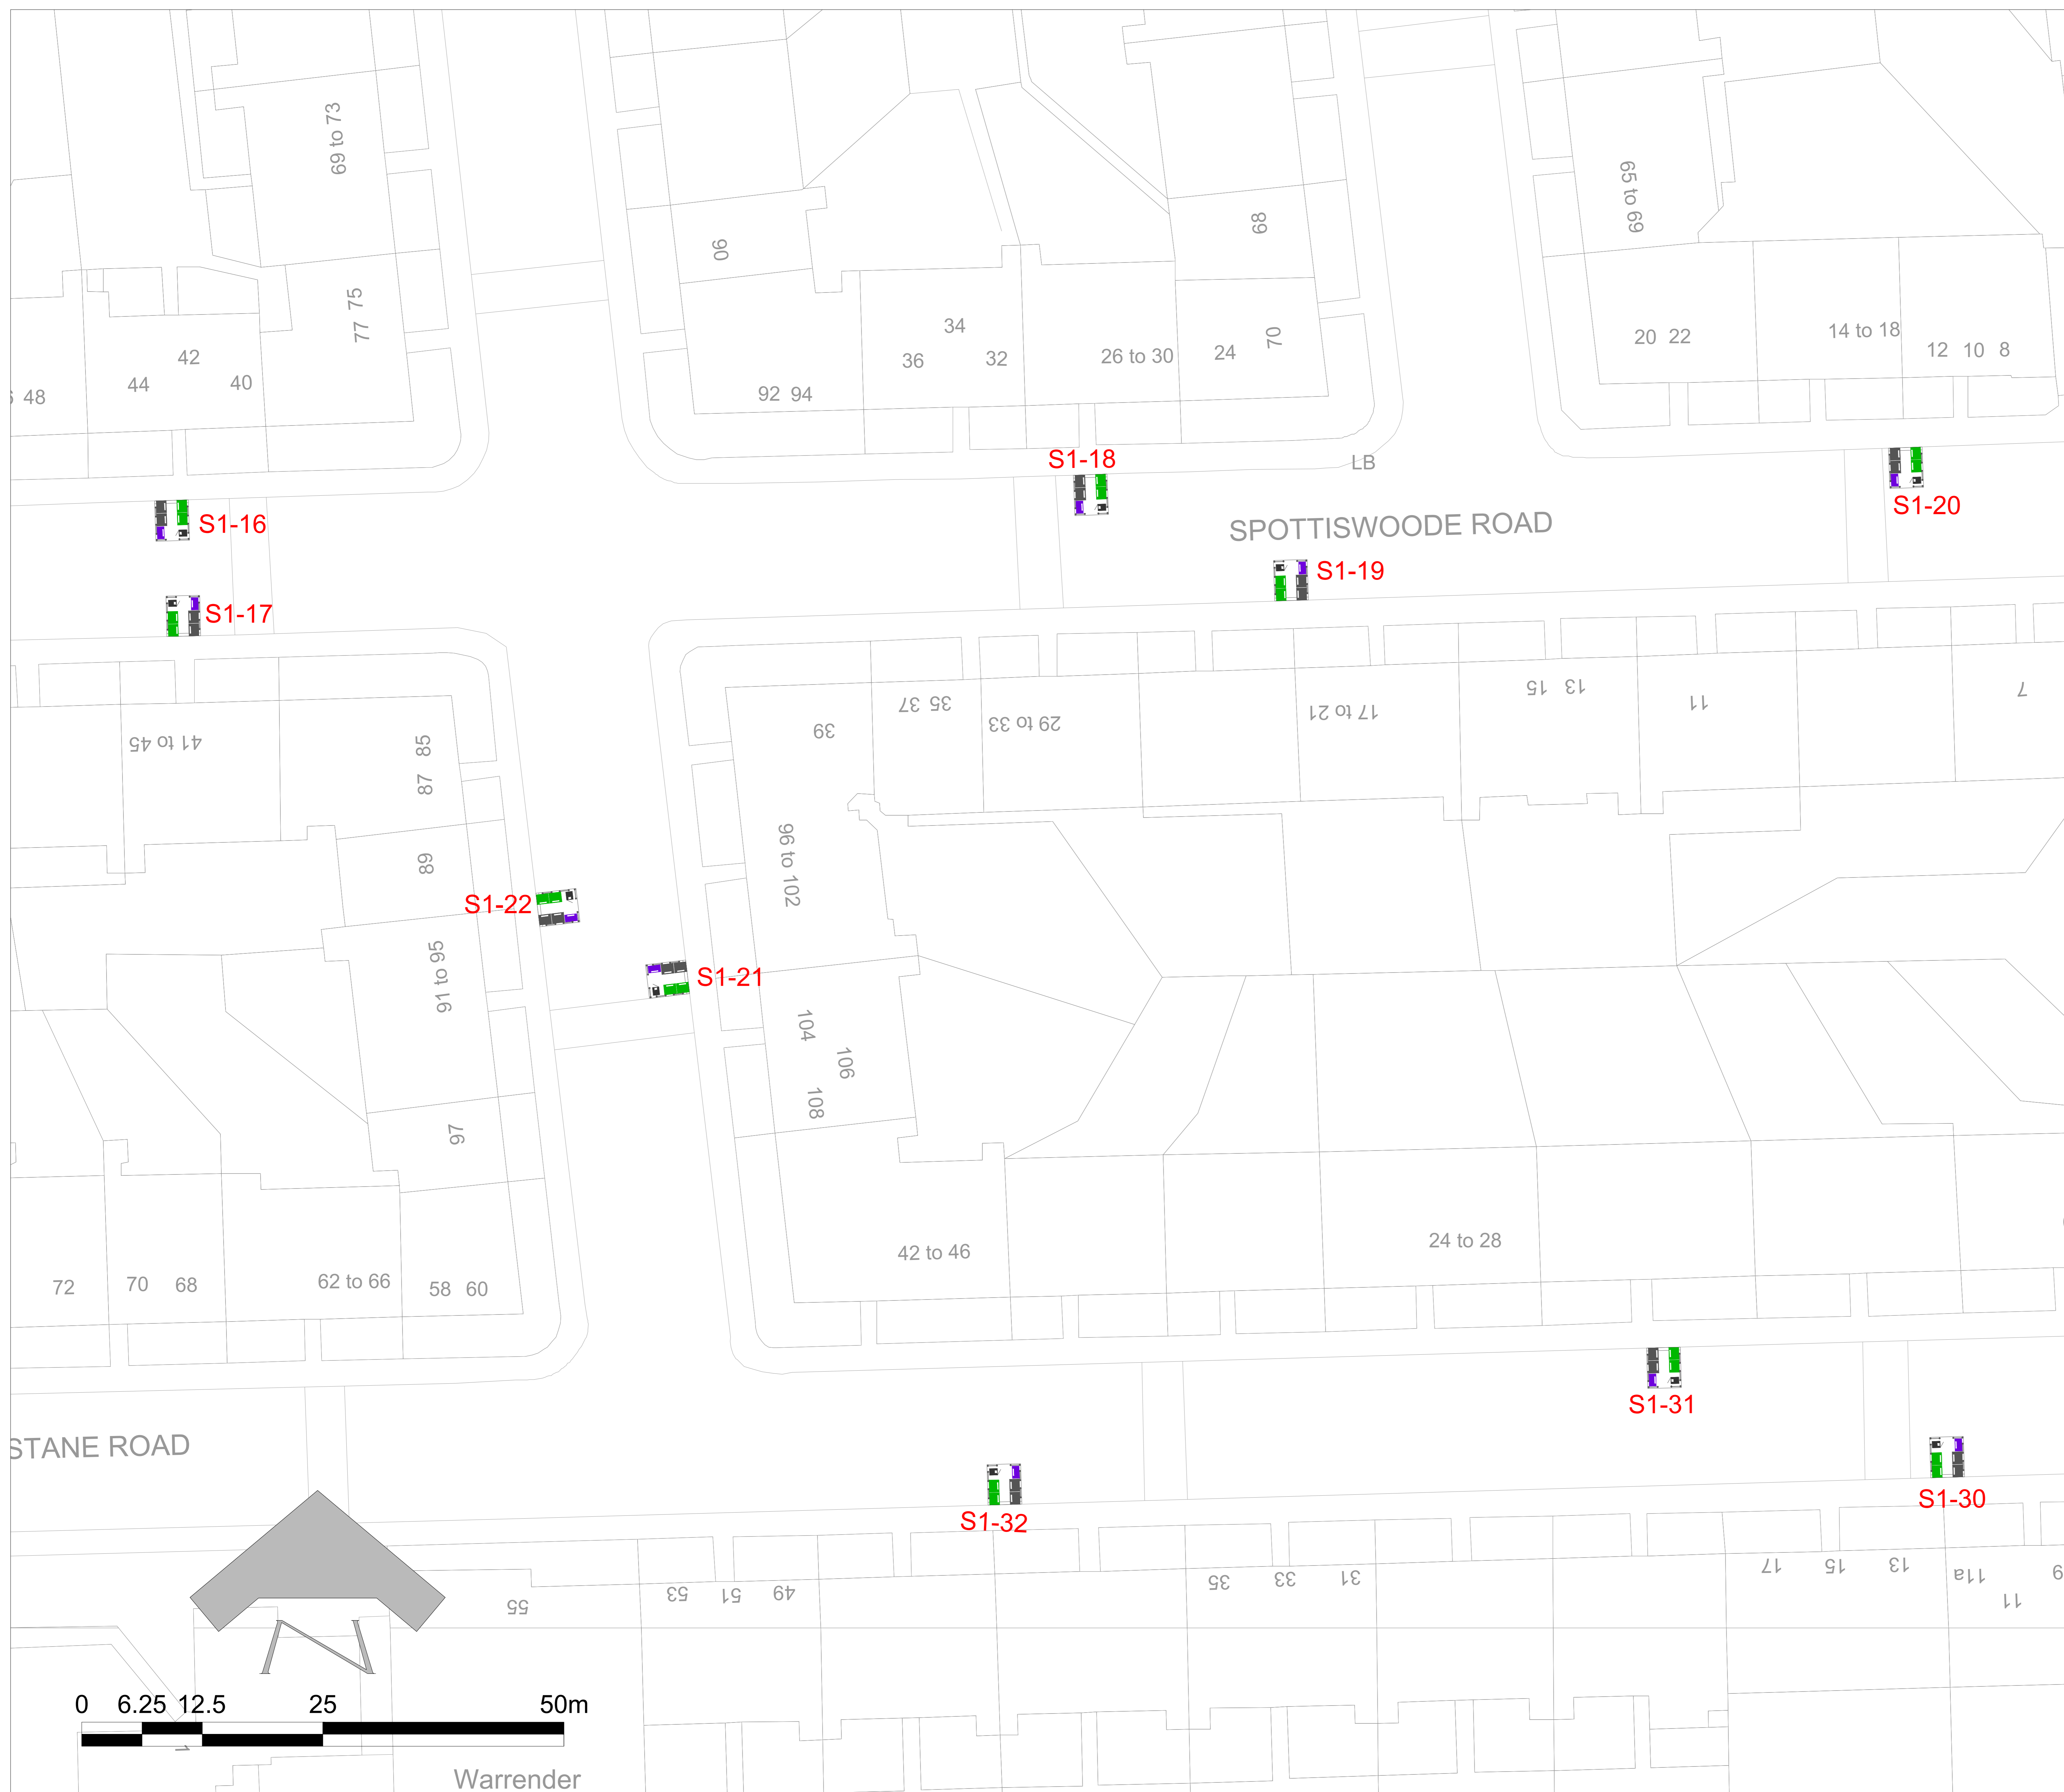 69 to 73
65 to 69
68
90
77 75
34
42
36
32
26 to 30
24
70
20 22
14 to 18
12 10 8
44
40
48
92 94
S1-18
LB
S1-20
S1-16
SPOTTISWOODE ROAD
S1-19
S1-17
41 to 45
87 85
39
35 37
29 to 33
17 to 21
13 15
11
7
89
96 to 102
S1-22
91 to 95
S1-21
104
106
108
97
42 to 46
24 to 28
72
70
68
62 to 66
58 60
S1-31
STANE ROAD
S1-30
S1-32
55
53
51
49
35
33
31
17
15
13
11a
11
9
N
0 6.25 12.5 25 50m
1
Warrender